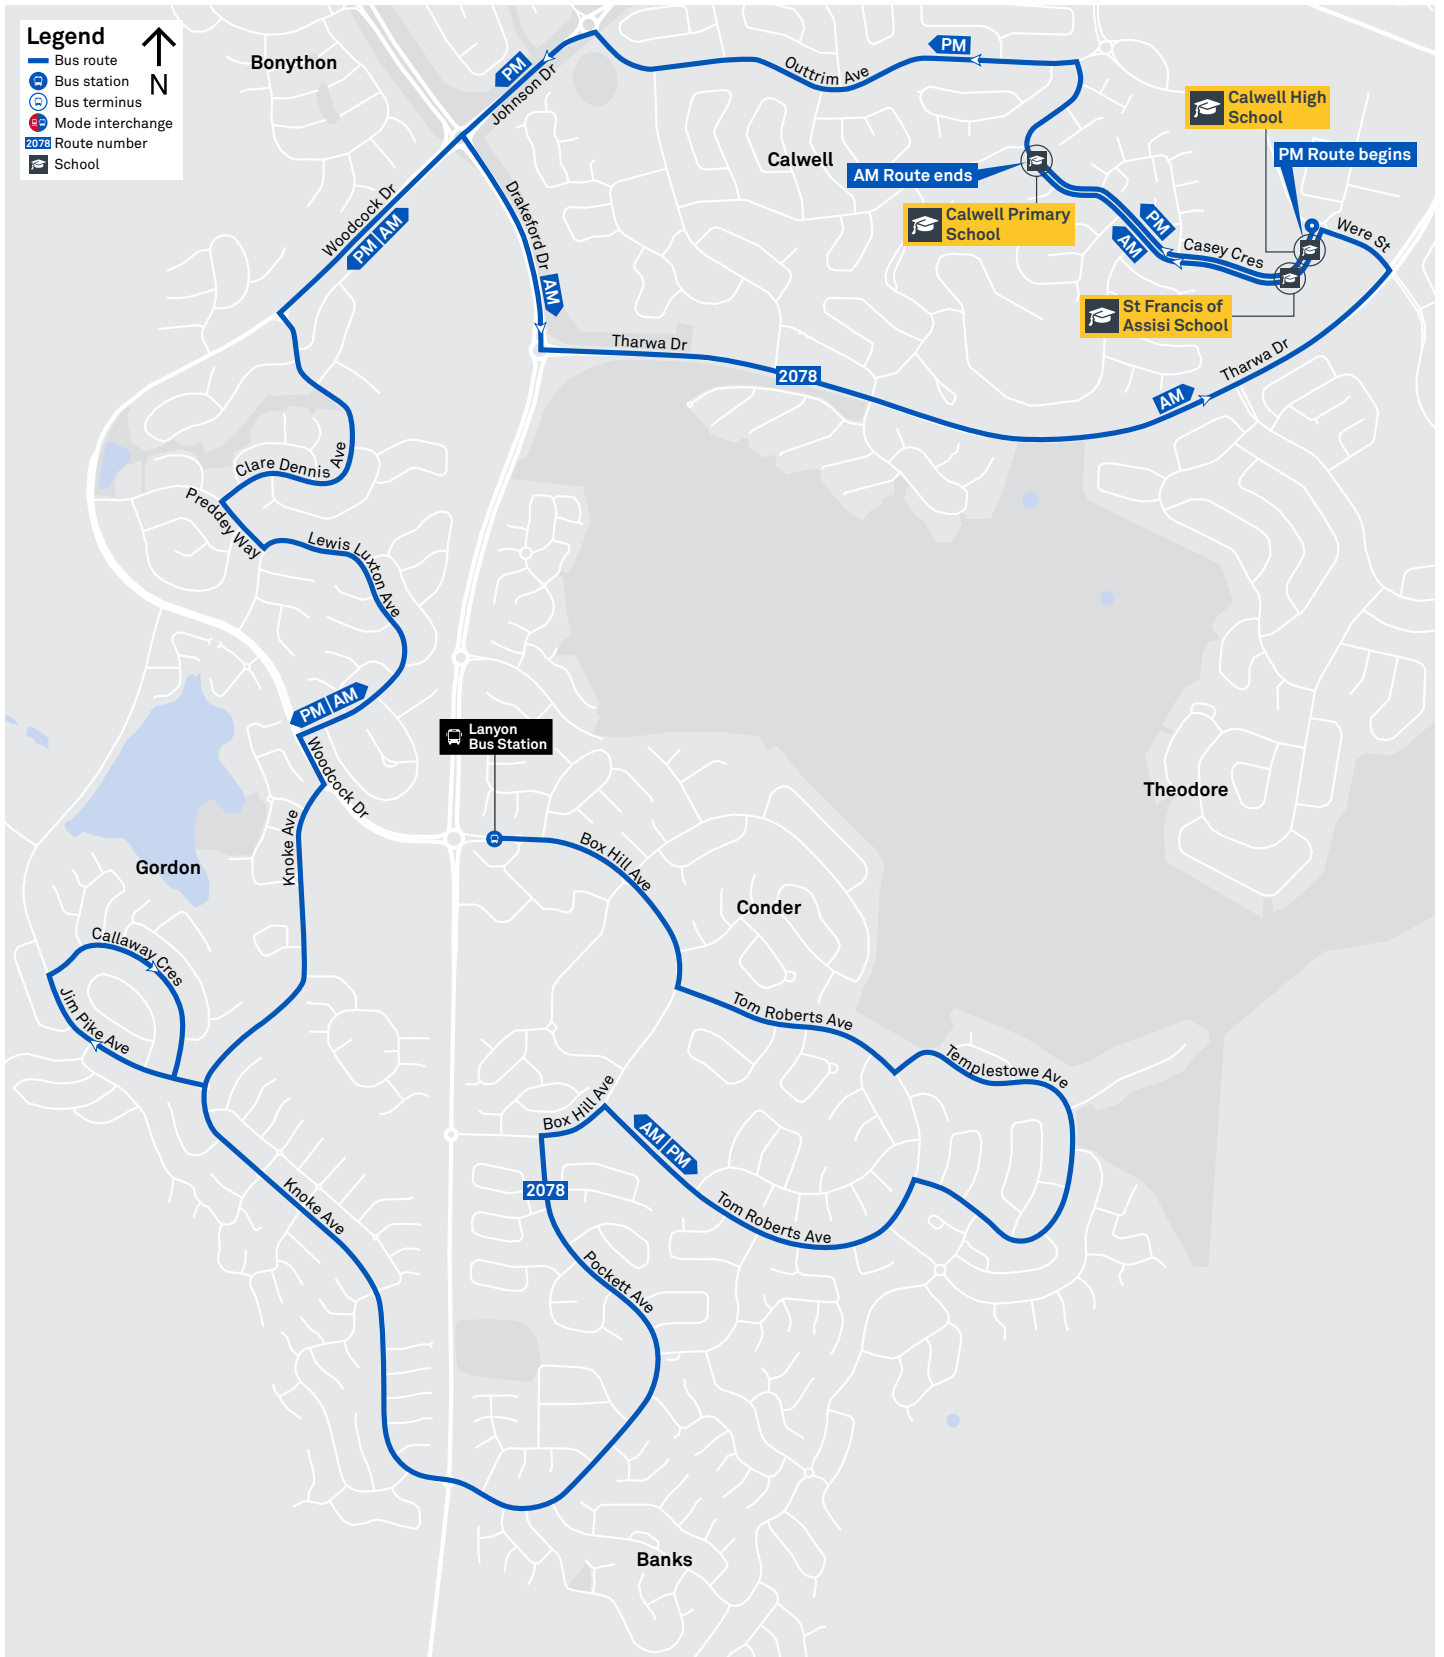 Legend
Bus route
Bus station
Bus terminus
Mode interchange
2078 Route number
School
N
Bonython
PM
Johnson Dr
PM
Outtrim Ave
Calwell High
School
PM Route begins
Calwell
AM Route ends
Calwell Primary
School
PM
AM
Casey Cres
Were St
St Francis of
Assisi School
Woodcock Dr
PM|AM
Drakeford Dr
AM
Tharwa Dr
2078
AM
Tharwa Dr
Clare Dennis Ave
Preddey Way
Lewis Luxton Ave
PM|AM
Woodcock Dr
Lanyon
Bus Station
Theodore
Knoke Ave
Gordon
Box Hill Ave
Conder
Callaway Cres
Jim Pike Ave
Tom Roberts Ave
Templestowe Ave
Box Hill Ave
AM|PM
2078
Knoke Ave
Tom Roberts Ave
Pockett Ave
Banks